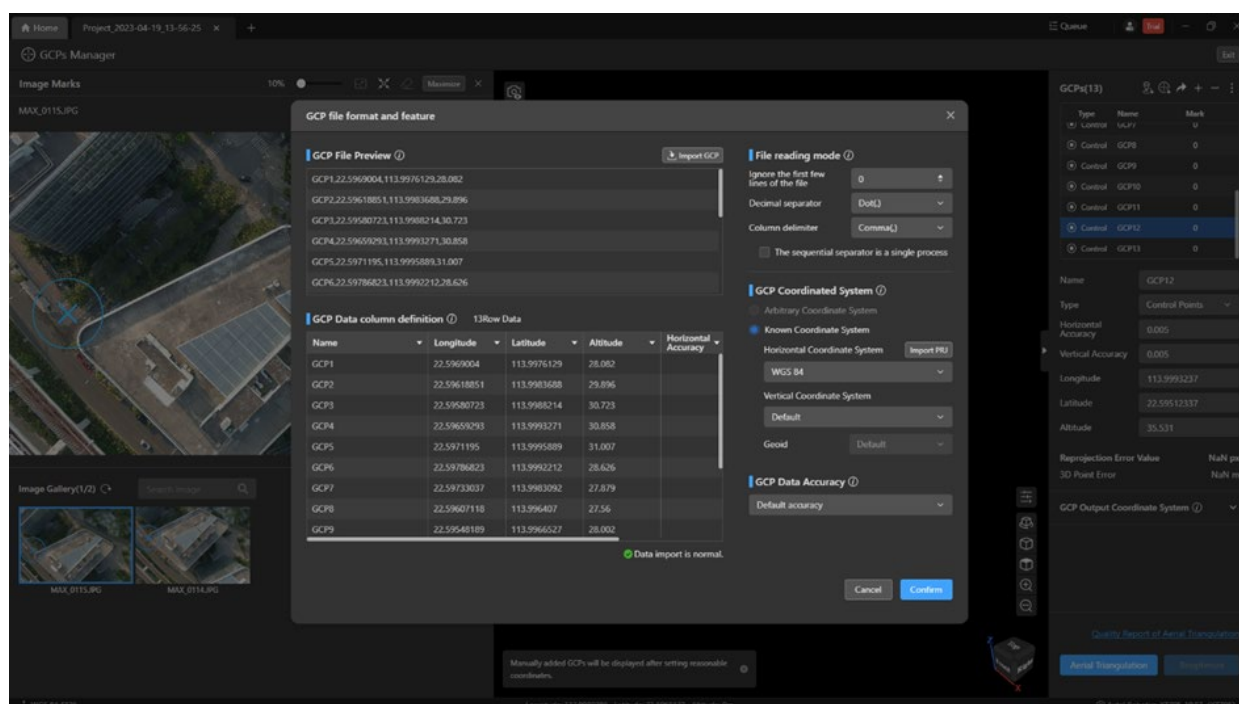 Home Project_2023-04-19_13-56-25 × +
Queue Trial
GCPs Manager Exit
Image Marks 10% Maximize ×
MAX_0115.JPG
Image Gallery(1/2) Search Image
MAX_0115.JPG MAX_0114.JPG
GCP file format and feature ×
GCP File Preview Import GCP
GCP1,22.5969004,113.9976129,28.082
GCP2,22.59618851,113.9983688,29.896
GCP3,22.59580723,113.9988214,30.723
GCP4,22.59659293,113.9993271,30.858
GCP5,22.5971195,113.9995889,31.007
GCP6,22.59786823,113.9992212,28.626
GCP Data column definition 13Row Data
Name Longitude Latitude Altitude Horizontal Accuracy
GCP1 22.5969004 113.9976129 28.082
GCP2 22.59618851 113.9983688 29.896
GCP3 22.59580723 113.9988214 30.723
GCP4 22.59659293 113.9993271 30.858
GCP5 22.5971195 113.9995889 31.007
GCP6 22.59786823 113.9992212 28.626
GCP7 22.59733037 113.9983092 27.879
GCP8 22.59607118 113.996407 27.56
GCP9 22.59548189 113.9966527 28.002
Data import is normal.
File reading mode
Ignore the first few
lines of the file 0
Decimal separator Dot(.)
Column delimiter Comma(,)
The sequential separator is a single process
GCP Coordinated System
Arbitrary Coordinate System
Known Coordinate System
Horizontal Coordinate System Import PRJ
WGS 84
Vertical Coordinate System
Default
Geoid Default
GCP Data Accuracy
Default accuracy
Cancel Confirm
Manually added GCPs will be displayed after setting reasonable
coordinates.
GCPs(13)
Type Name Mark
Control GCP7 0
Control GCP8 0
Control GCP9 0
Control GCP10 0
Control GCP11 0
Control GCP12 0
Control GCP13 0
Name GCP12
Type Control Points
Horizontal
Accuracy 0.005
Vertical Accuracy 0.005
Longitude 113.9993237
Latitude 22.59512337
Altitude 35.531
Reprojection Error Value NaN px
3D Point Error NaN m
GCP Output Coordinate System
Quality Report of Aerial Triangulation
Aerial Triangulation
Z Top Front Right
X